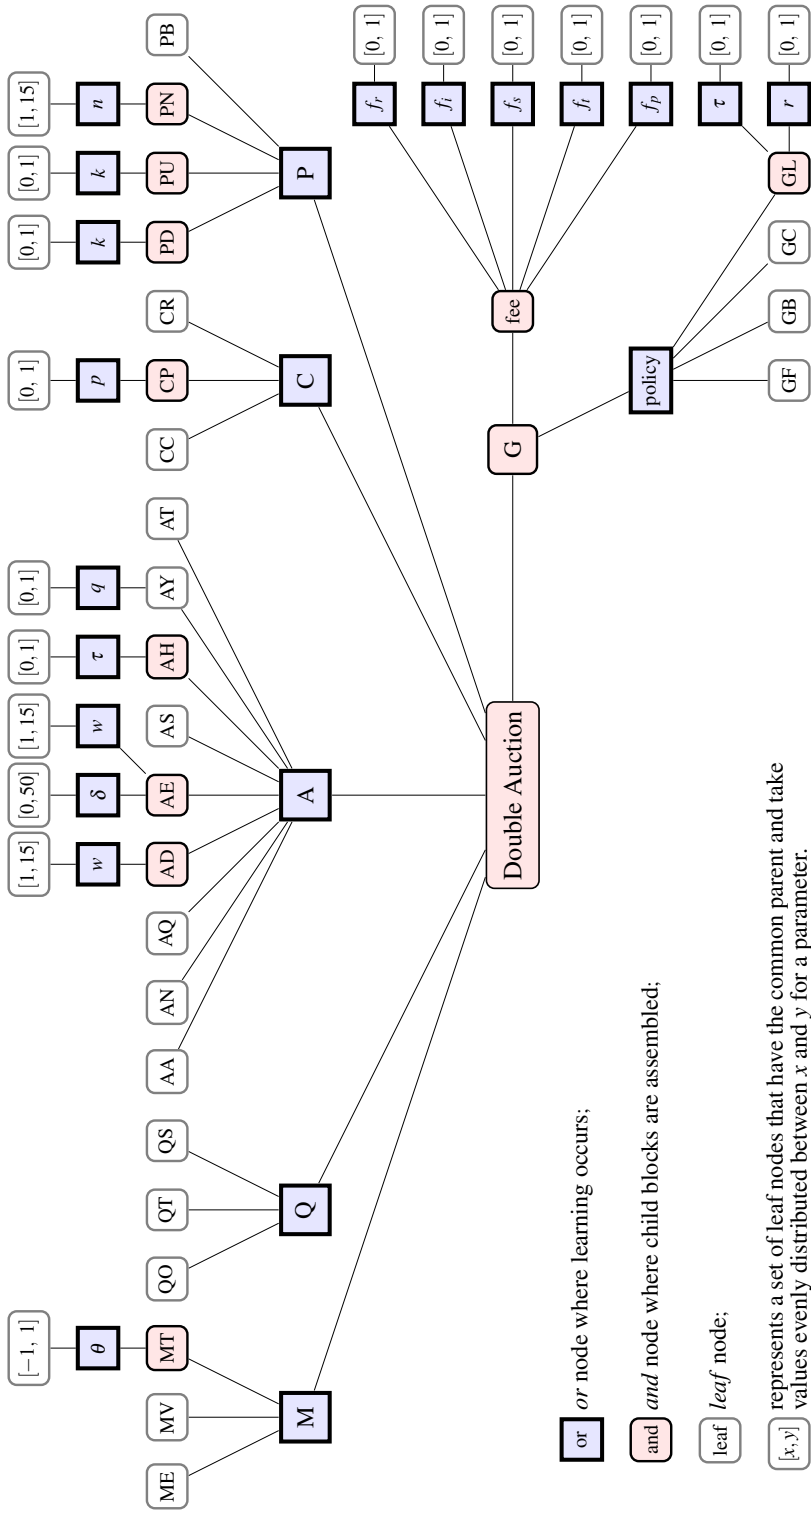 [−1, 1]
[1,15]
[0,50]
[1,15]
[0,1]
[0,1]
[0, 1]
[0,1]
[0,1]
[1,15]
θ
w
δ
w
τ
q
p
k
k
n
ME
MV
MT
QO
QT
QS
AA
AN
AQ
AD
AE
AS
AH
AY
AT
CC
CP
CR
PD
PU
PN
PB
M
Q
A
C
P
Double Auction
G
fee
policy
f_r
[0, 1]
f_i
[0, 1]
f_s
[0, 1]
f_t
[0, 1]
f_p
[0, 1]
τ
[0, 1]
r
[0, 1]
GF
GB
GC
GL
or or node where learning occurs;
and and node where child blocks are assembled;
leaf leaf node;
[x,y] represents a set of leaf nodes that have the common parent and take
values evenly distributed between x and y for a parameter.